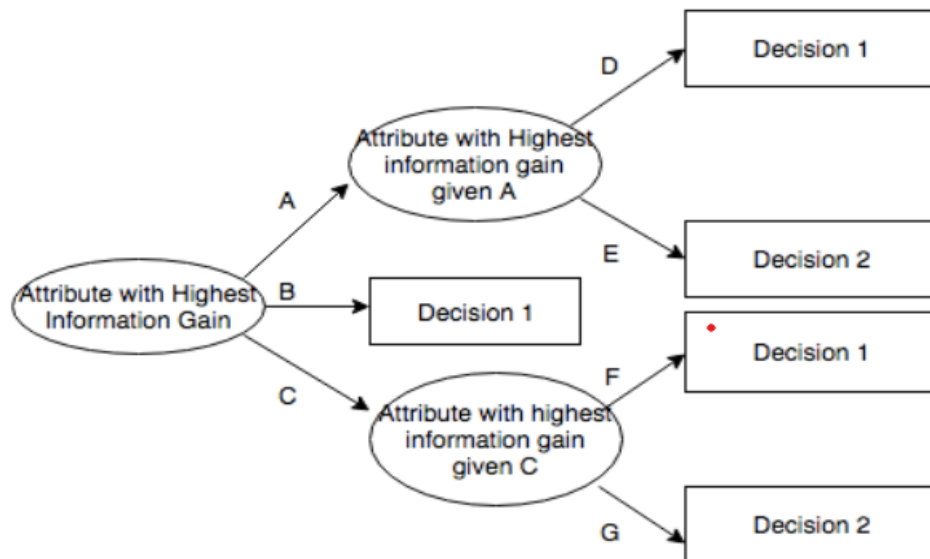 D
Decision 1
Attribute with Highest
information gain
given A
A
E
Decision 2
Attribute with Highest
Information Gain
B
Decision 1
F
Decision 1
C
Attribute with highest
information gain
given C
G
Decision 2